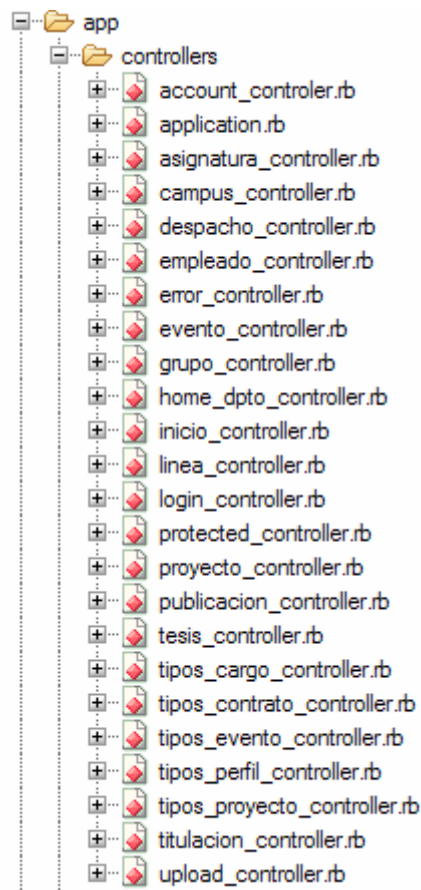 app
controllers
account_controler.rb
application.rb
asignatura_controller.rb
campus_controller.rb
despacho_controller.rb
empleado_controller.rb
error_controller.rb
evento_controller.rb
grupo_controller.rb
home_dpto_controller.rb
inicio_controller.rb
linea_controller.rb
login_controller.rb
protected_controller.rb
proyecto_controller.rb
publicacion_controller.rb
tesis_controller.rb
tipos_cargo_controller.rb
tipos_contrato_controller.rb
tipos_evento_controller.rb
tipos_perfil_controller.rb
tipos_proyecto_controller.rb
titulacion_controller.rb
upload_controller.rb